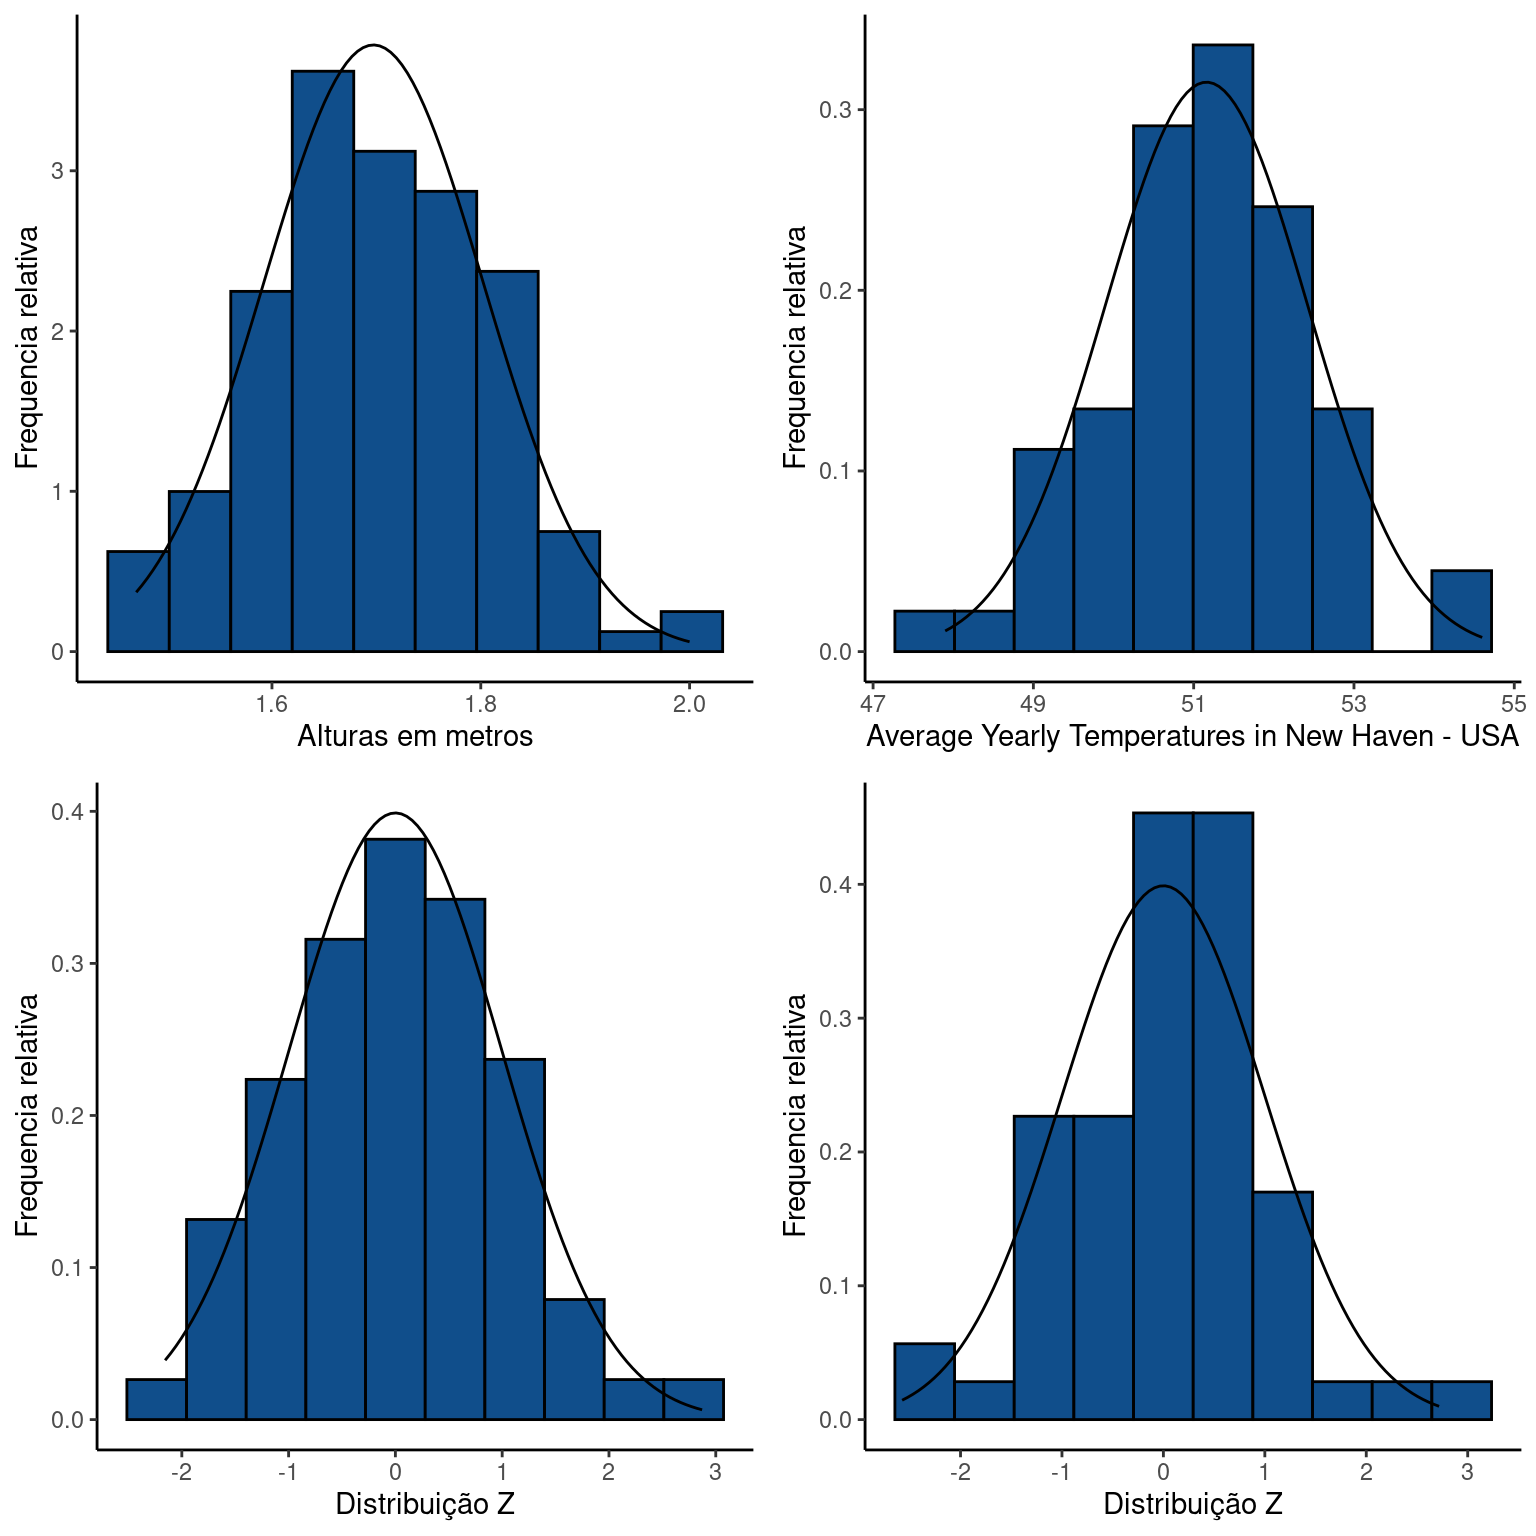 Frequencia relativa
3
2
1
0
1.6 1.8 2.0
Alturas em metros
Frequencia relativa
0.3
0.2
0.1
0.0
47 49 51 53 55
Average Yearly Temperatures in New Haven - USA
Frequencia relativa
0.4
0.3
0.2
0.1
0.0
-2 -1 0 1 2 3
Distribuição Z
Frequencia relativa
0.4
0.3
0.2
0.1
0.0
-2 -1 0 1 2 3
Distribuição Z